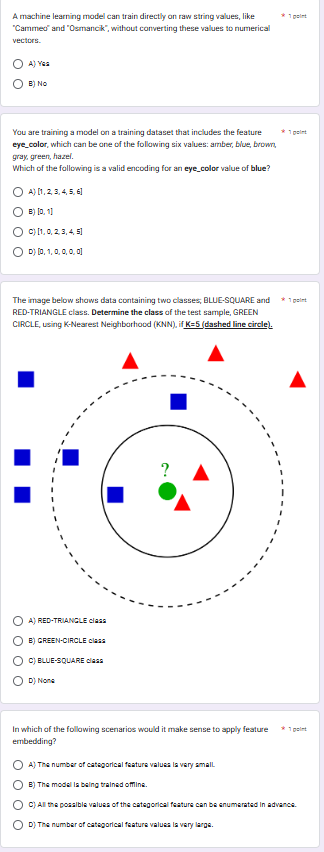 A machine learning model can train directly on raw string values, like * 1 point
"Cammeo" and "Osmancik", without converting these values to numerical
vectors.
A) Yes
B) No
You are training a model on a training dataset that includes the feature * 1 point
eye_color, which can be one of the following six values: amber, blue, brown,
gray, green, hazel.
Which of the following is a valid encoding for an eye_color value of blue?
A) [1, 2, 3, 4, 5, 6]
B) [0, 1]
C) [1, 0, 2, 3, 4, 5]
D) [0, 1, 0, 0, 0, 0]
The image below shows data containing two classes; BLUE-SQUARE and * 1 point
RED-TRIANGLE class. Determine the class of the test sample, GREEN
CIRCLE, using K-Nearest Neighborhood (KNN), if K=5 (dashed line circle).
?
A) RED-TRIANGLE class
B) GREEN-CIRCLE class
C) BLUE-SQUARE class
D) None
In which of the following scenarios would it make sense to apply feature * 1 point
embedding?
A) The number of categorical feature values is very small.
B) The model is being trained offline.
C) All the possible values of the categorical feature can be enumerated in advance.
D) The number of categorical feature values is very large.